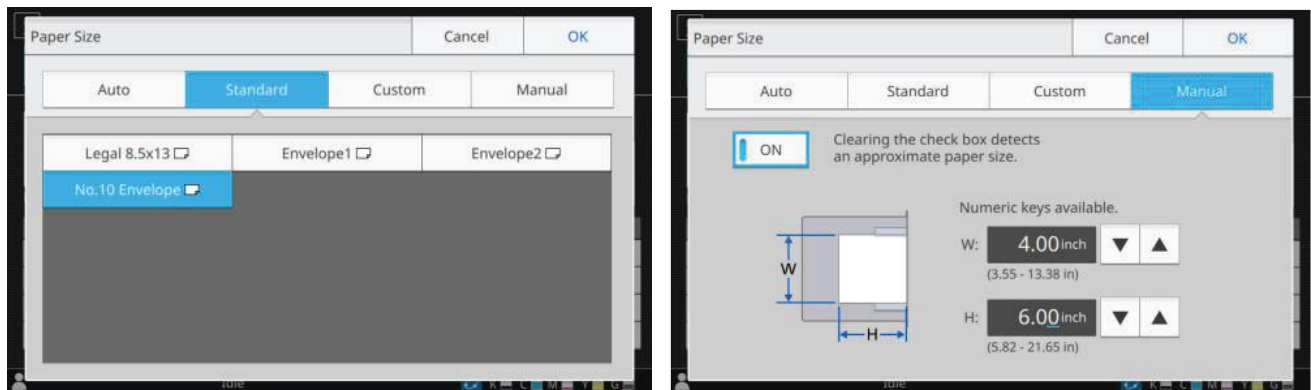 Paper Size Cancel OK
Auto Standard Custom Manual
Legal 8.5x13 Envelope1 Envelope2
No.10 Envelope
Idle K C M Y G
Paper Size Cancel OK
Auto Standard Custom Manual
ON Clearing the check box detects
an approximate paper size.
Numeric keys available.
W: 4.00 inch
(3.55 - 13.38 in)
W
H: 6.00 inch
H
(5.82 - 21.65 in)
Idle K C M Y G